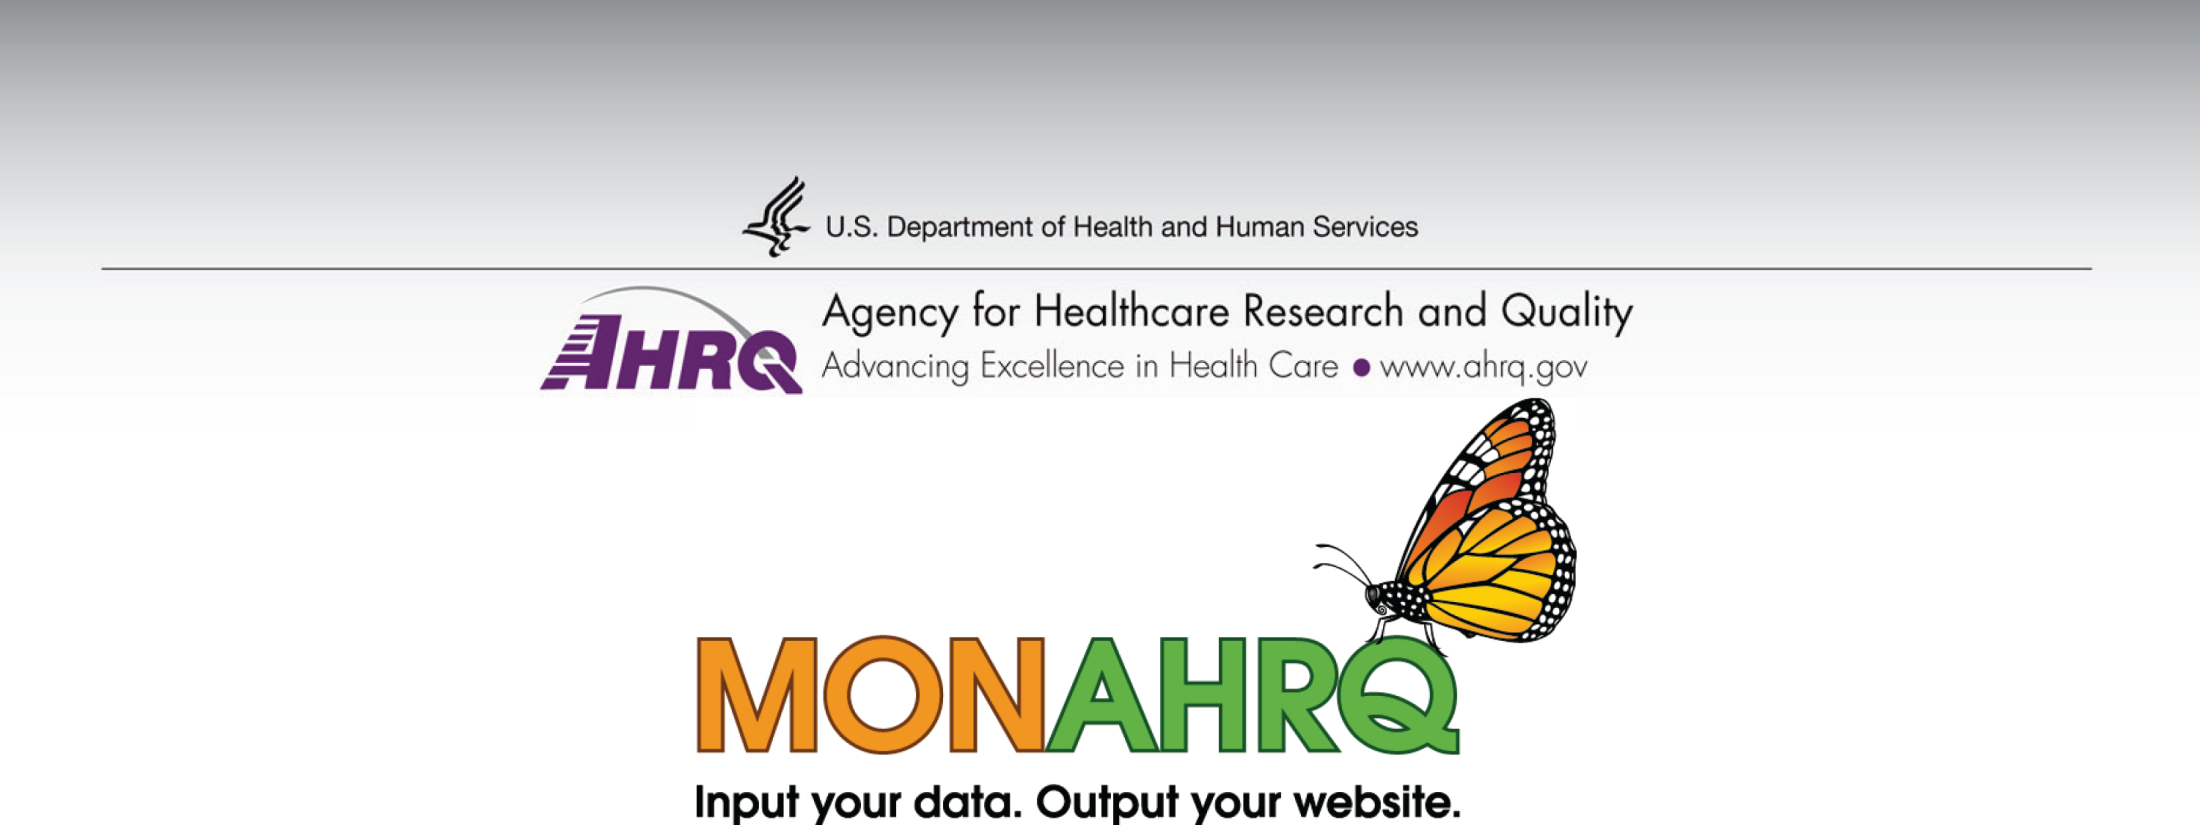 U.S. Department of Health and Human Services
AHRQ
Agency for Healthcare Research and Quality
Advancing Excellence in Health Care ● www.ahrq.gov
MONAHRQ
Input your data. Output your website.